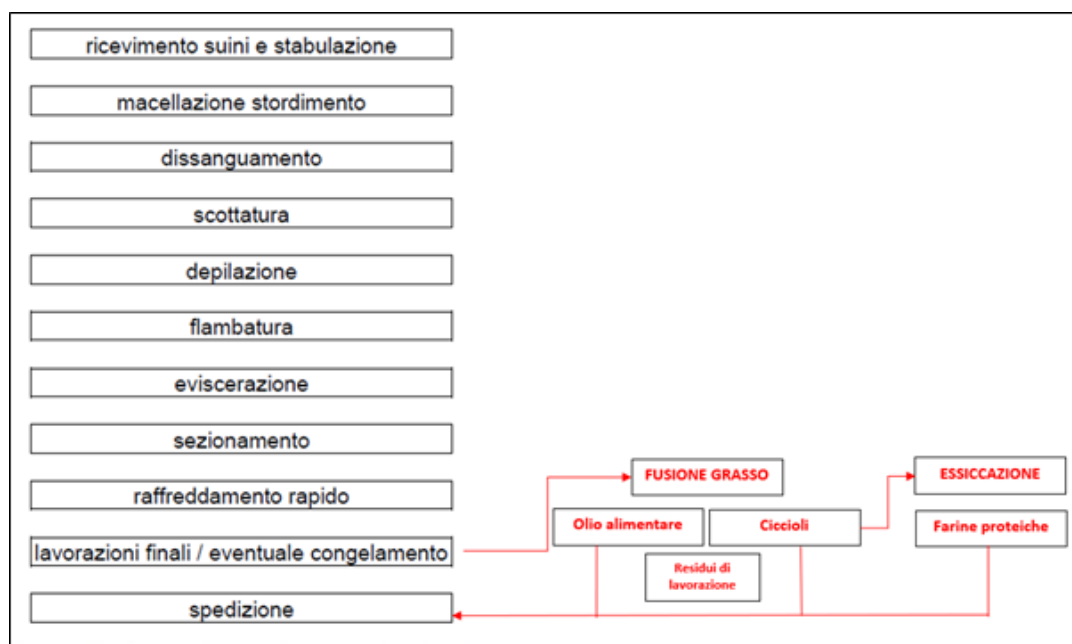 ricevimento suini e stabulazione
macellazione stordimento
dissanguamento
scottatura
depilazione
flambatura
eviscerazione
sezionamento
raffreddamento rapido
lavorazioni finali / eventuale congelamento
spedizione
FUSIONE GRASSO
ESSICCAZIONE
Olio alimentare
Ciccioli
Farine proteiche
Residui di
lavorazione